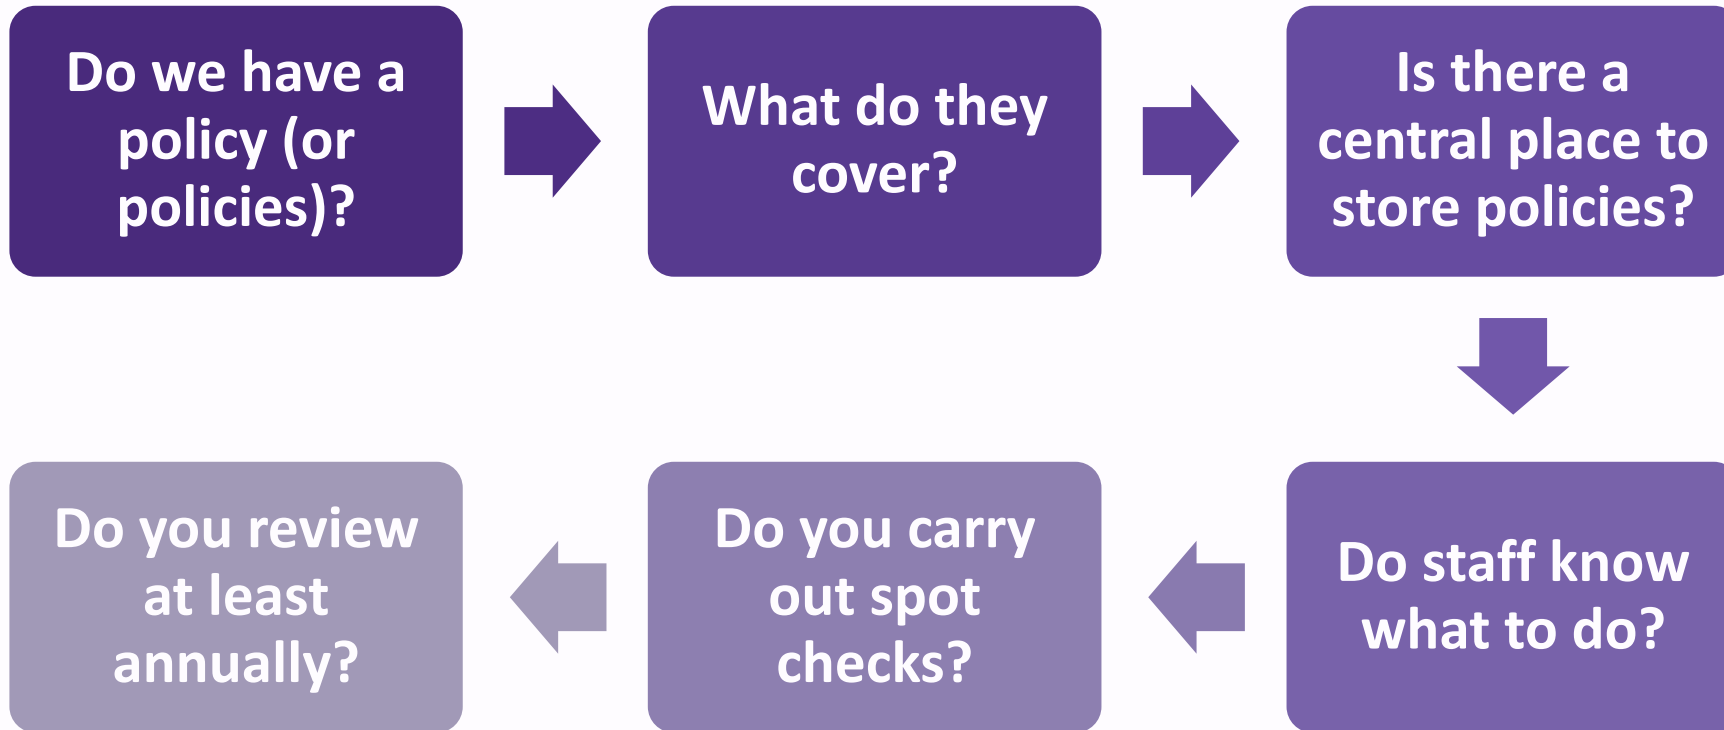 Do we have a
policy (or
policies)?
What do they
cover?
Is there a
central place to
store policies?
Do staff know
what to do?
Do you carry
out spot
checks?
Do you review
at least
annually?